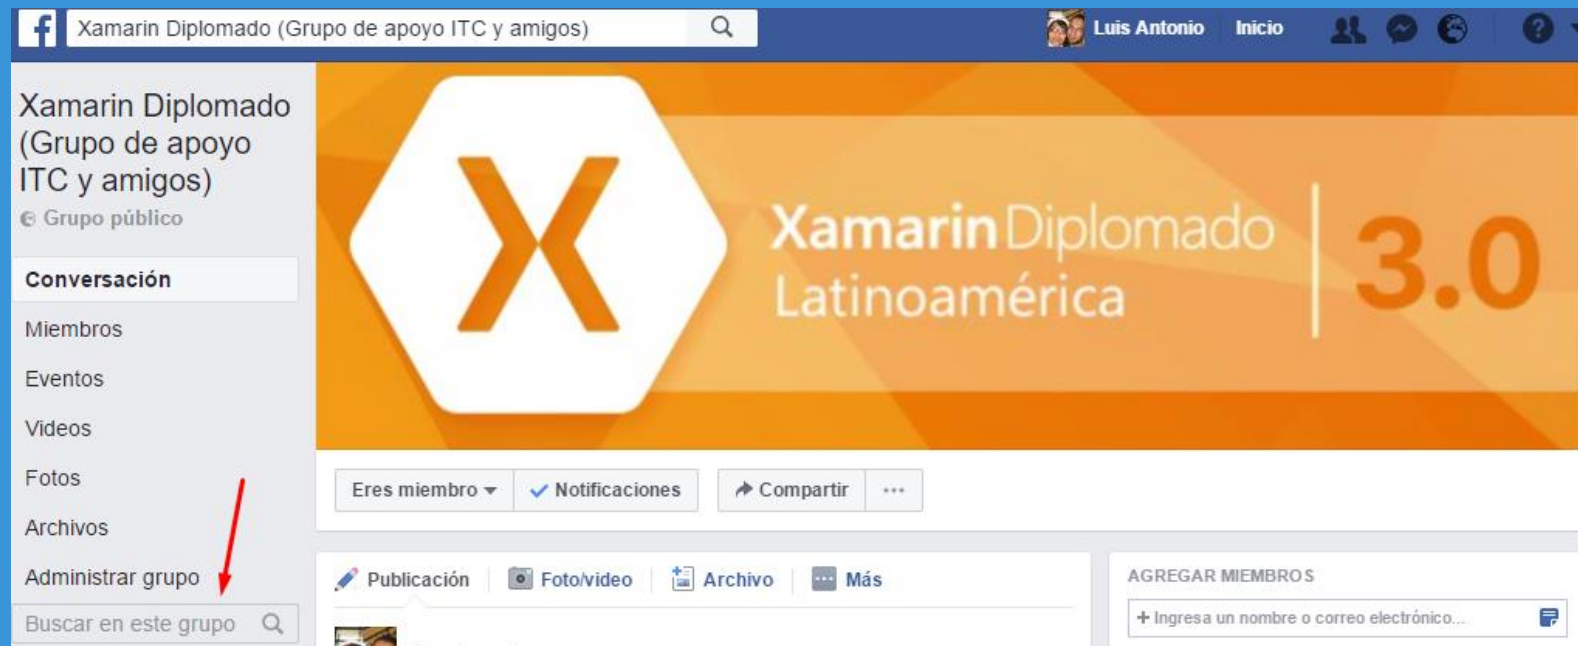 f
Xamarin Diplomado (Grupo de apoyo ITC y amigos)
Luis Antonio
Inicio
?
Xamarin Diplomado
(Grupo de apoyo
ITC y amigos)
Grupo público
Conversación
Miembros
Eventos
Videos
Fotos
Archivos
Administrar grupo
Buscar en este grupo
X
Xamarin Diplomado
Latinoamérica
3.0
Eres miembro
Notificaciones
Compartir
...
Publicación
Foto/video
Archivo
Más
AGREGAR MIEMBROS
+ Ingresa un nombre o correo electrónico...